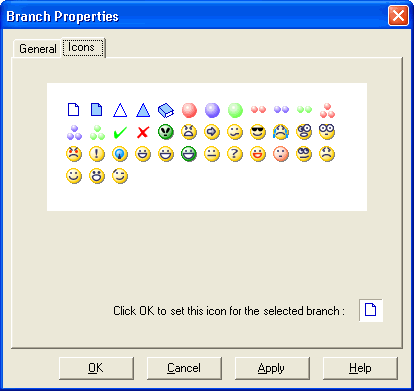 Branch Properties
General
Icons
Click OK to set this icon for the selected branch :
OK
Cancel
Apply
Help